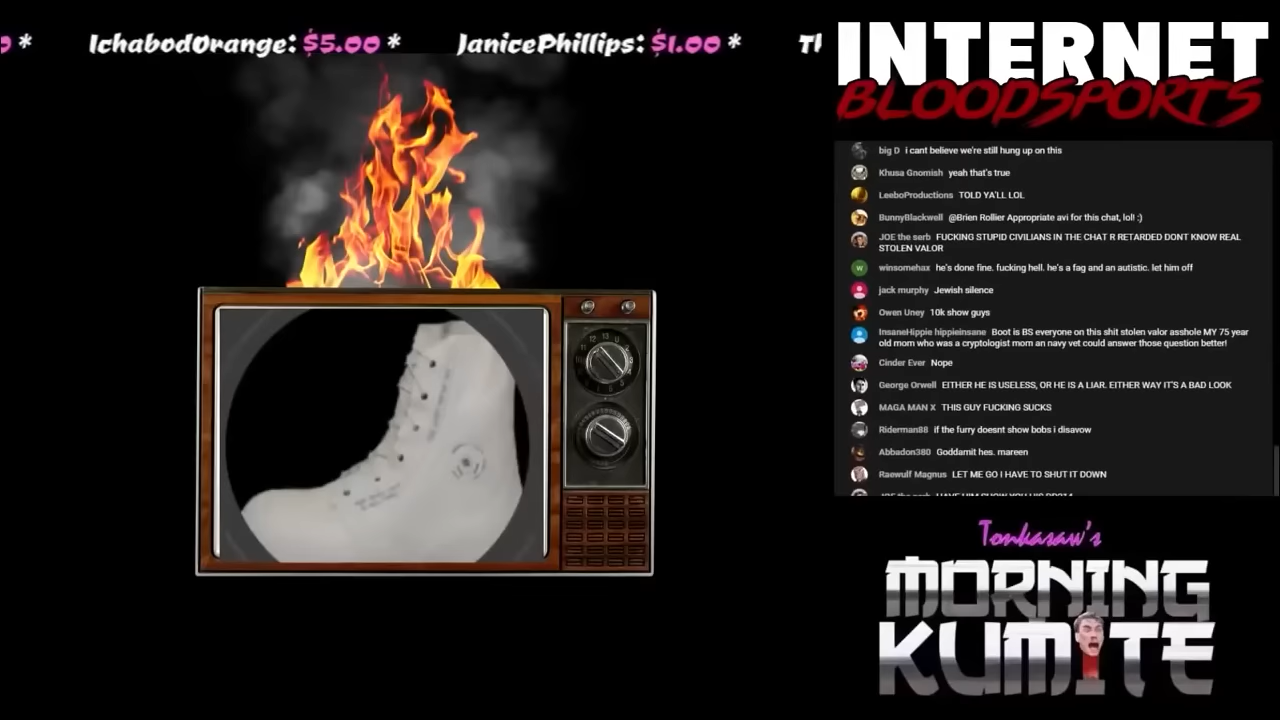 *
IchabodOrange: $5.00 *
JanicePhillips: $1.00 *
INTERNET
BLOODSPORTS
big D i cant believe we're still hung up on this
Khusa Gnomish yeah that's true
LeeboProductions TOLD YA'LL LOL
BunnyBlackwell @Brien Rollier Appropriate avi for this chat, lol! :)
JOE the serb FUCKING STUPID CIVILIANS IN THE CHAT R RETARDED DONT KNOW REAL
STOLEN VALOR
W winsomehax he's done fine. fucking hell. he's a fag and an autistic. let him off
jack murphy Jewish silence
Owen Uney 10k show guys
InsaneHippie hippieinsane Boot is BS everyone on this shit stolen valor asshole MY 75 year
old mom who was a cryptologist mom an navy vet could answer those question better!
Cinder Ever Nope
George Orwell EITHER HE IS USELESS, OR HE IS A LIAR. EITHER WAY IT'S A BAD LOOK
MAGA MAN X THIS GUY FUCKING SUCKS
Riderman88 if the furry doesnt show bobs i disavow
Abbadon380 Goddamit hes. mareen
Raewulf Magnus LET ME GO I HAVE TO SHUT IT DOWN
Tonkasaw's
MORNING
KUMITE